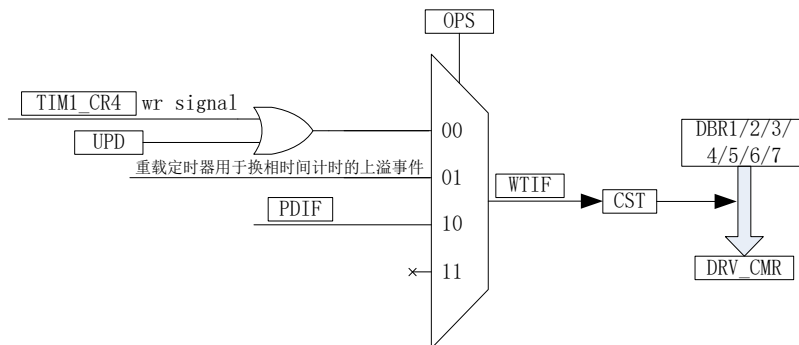 OPS
TIM1_CR4 wr signal
UPD
00
DBR1/2/3/
4/5/6/7
重载定时器用于换相时间计时的上溢事件
01
WTIF
CST
PDIF
10
11
DRV_CMR